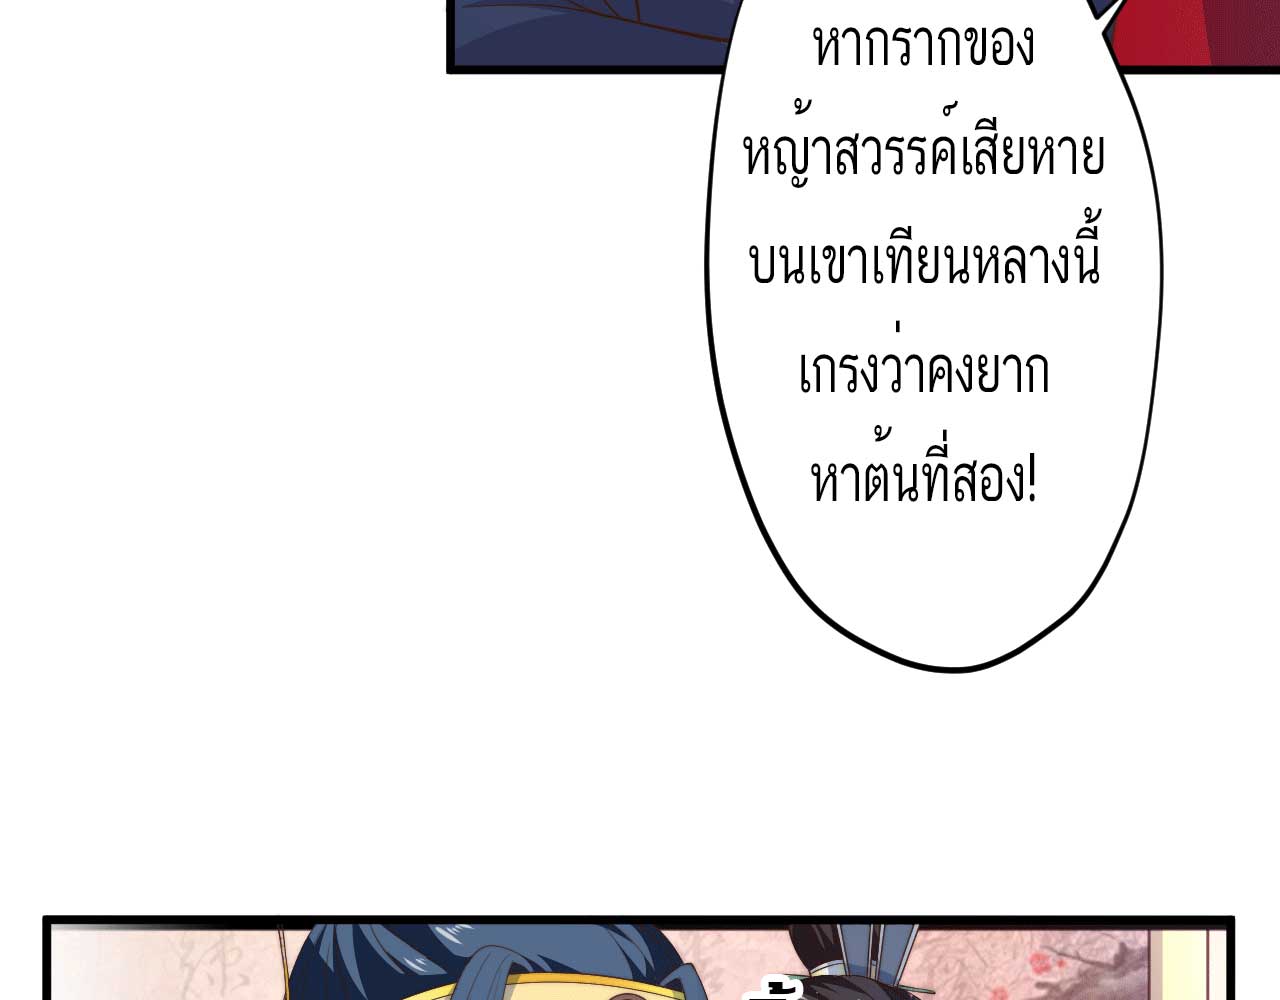 หากรากของ
หญ้าสวรรค์เสียหาย
บนเขาเทียนหลางนี้
เกรงว่าคงยาก
หาต้นที่สอง!